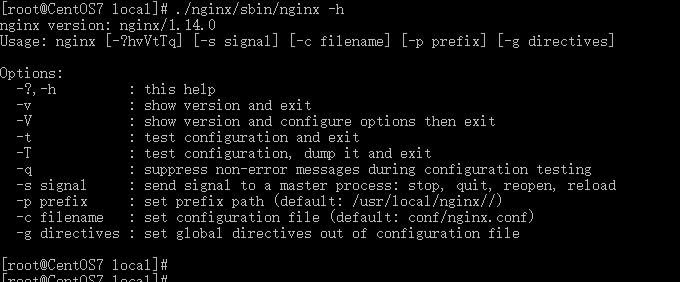 [root@CentOS7 local]# ./nginx/sbin/nginx -h
nginx version: nginx/1.14.0
Usage: nginx [-?hvVtTq] [-s signal] [-c filename] [-p prefix] [-g directives]
Options:
-?,-h : this help
-v : show version and exit
-V : show version and configure options then exit
-t : test configuration and exit
-T : test configuration, dump it and exit
-q : suppress non-error messages during configuration testing
-s signal : send signal to a master process: stop, quit, reopen, reload
-p prefix : set prefix path (default: /usr/local/nginx//)
-c filename : set configuration file (default: conf/nginx.conf)
-g directives : set global directives out of configuration file
[root@CentOS7 local]#
[root@CentOS7 local]#